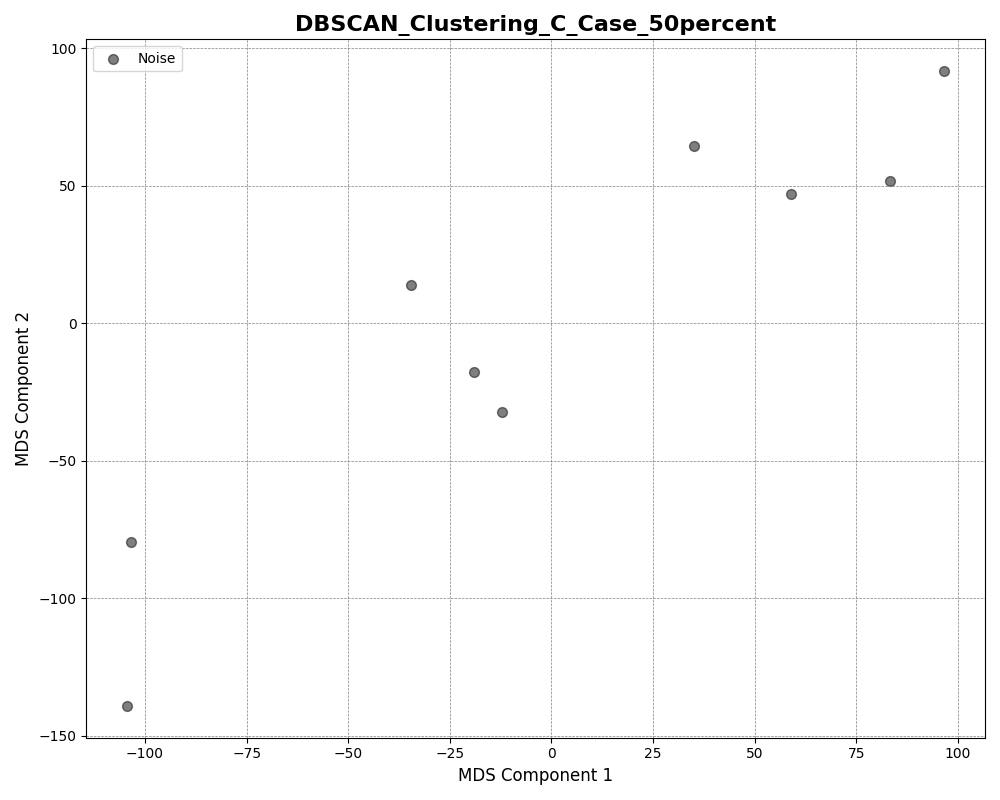 DBSCAN_Clustering_C_Case_50percent
Noise
100
50
0
−50
−100
−150
MDS Component 2
−100 −75 −50 −25 0 25 50 75 100
MDS Component 1